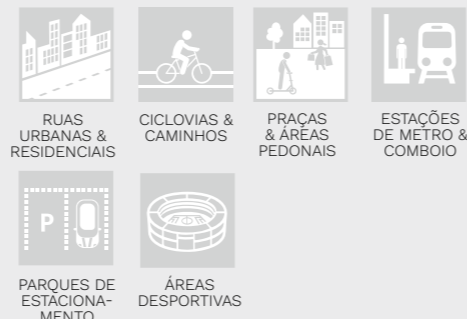 RUAS
URBANAS &
RESIDENCIAIS
CICLOVIAS &
CAMINHOS
PRAÇAS
& ÁREAS
PEDONAIS
ESTAÇÕES
DE METRO &
COMBOIO
P
PARQUES DE
ESTACIONA-
MENTO
ÁREAS
DESPORTIVAS